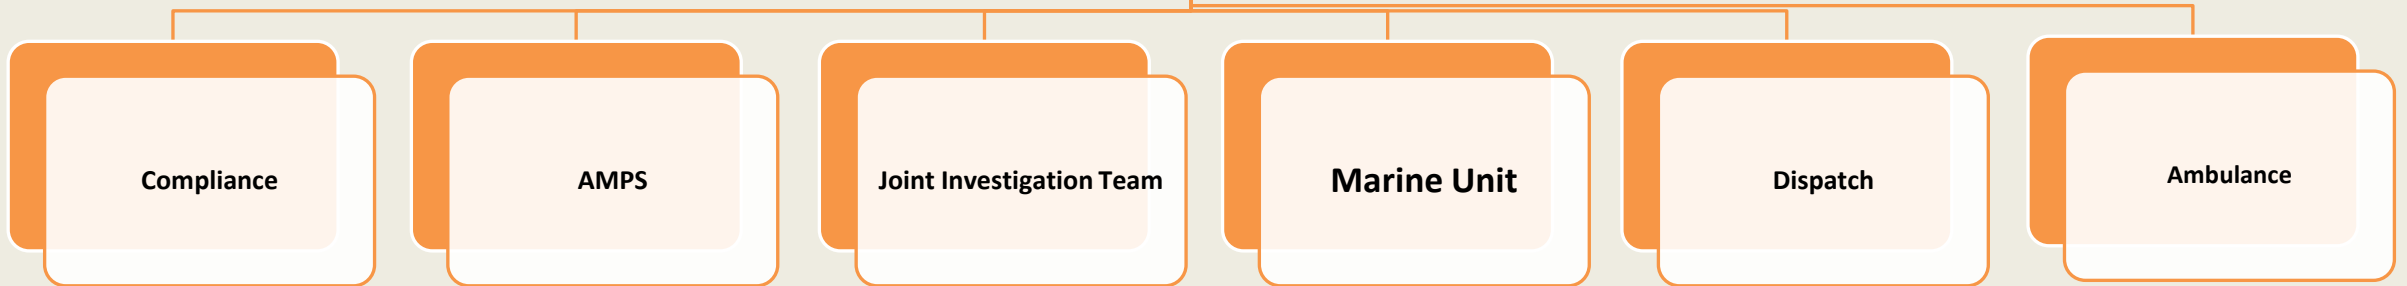 Compliance
AMPS
Joint Investigation Team
Marine Unit
Dispatch
Ambulance